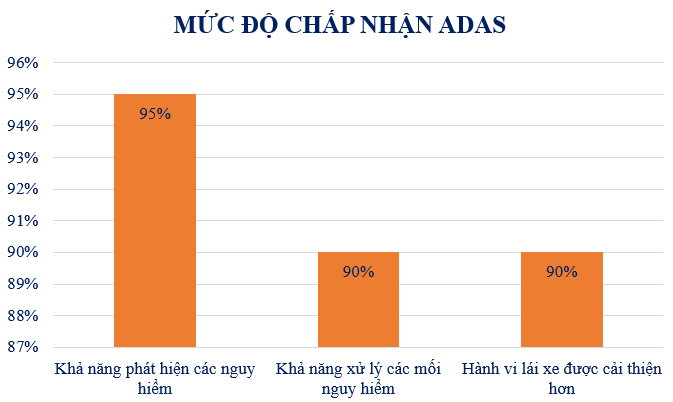 MỨC ĐỘ CHẤP NHẬN ADAS
96%
95%
94%
93%
92%
91%
90%
89%
88%
87%
95%
90%
90%
Khả năng phát hiện các nguy
hiểm
Khả năng xử lý các mối
nguy hiểm
Hành vi lái xe được cải thiện
hơn